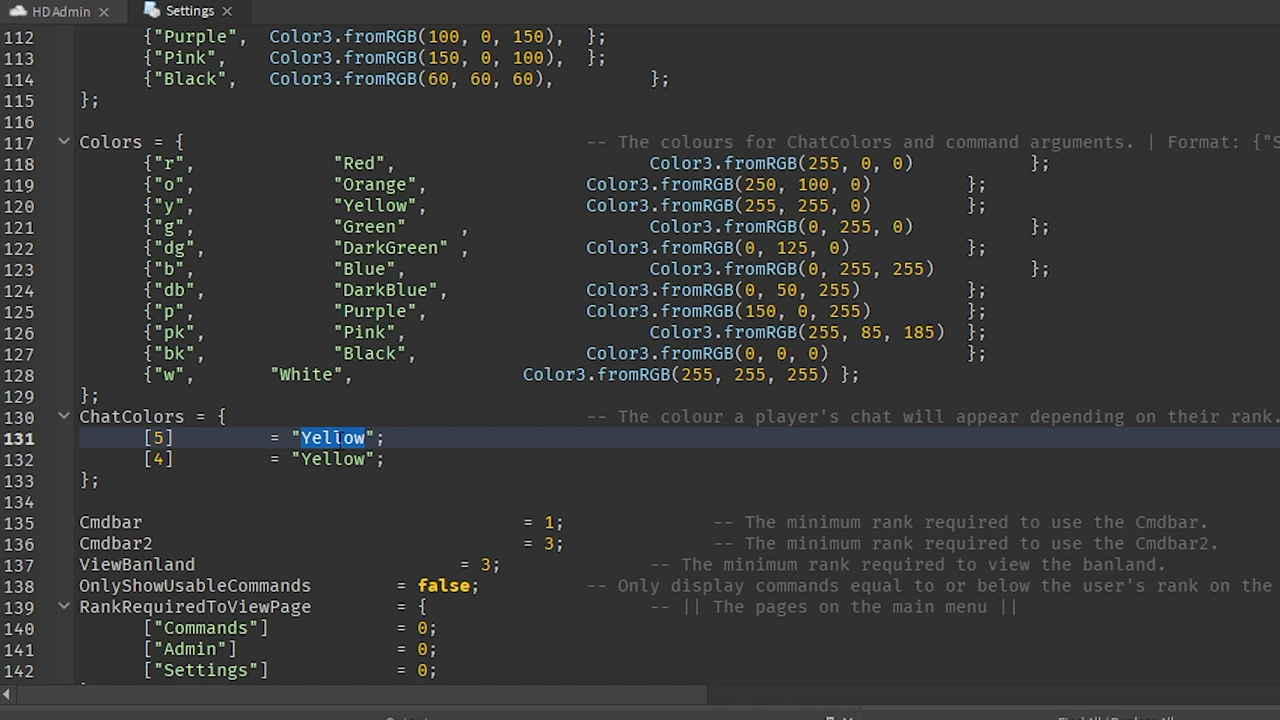 HDAdmin × Settings ×
112 {"Purple", Color3.fromRGB(100, 0, 150), };
113 {"Pink", Color3.fromRGB(150, 0, 100), };
114 {"Black", Color3.fromRGB(60, 60, 60), };
115 };
116
117 Colors = { -- The colours for ChatColors and command arguments. | Format: {"S
118 {"r", "Red", Color3.fromRGB(255, 0, 0) };
119 {"o", "Orange", Color3.fromRGB(250, 100, 0) };
120 {"y", "Yellow", Color3.fromRGB(255, 255, 0) };
121 {"g", "Green" , Color3.fromRGB(0, 255, 0) };
122 {"dg", "DarkGreen" , Color3.fromRGB(0, 125, 0) };
123 {"b", "Blue", Color3.fromRGB(0, 255, 255) };
124 {"db", "DarkBlue", Color3.fromRGB(0, 50, 255) };
125 {"p", "Purple", Color3.fromRGB(150, 0, 255) };
126 {"pk", "Pink", Color3.fromRGB(255, 85, 185) };
127 {"bk", "Black", Color3.fromRGB(0, 0, 0) };
128 {"w", "White", Color3.fromRGB(255, 255, 255) };
129 };
130 ChatColors = { -- The colour a player's chat will appear depending on their rank.
131 [5] = "Yellow";
132 [4] = "Yellow";
133 };
134
135 Cmdbar = 1; -- The minimum rank required to use the Cmdbar.
136 Cmdbar2 = 3; -- The minimum rank required to use the Cmdbar2.
137 ViewBanland = 3; -- The minimum rank required to view the banland.
138 OnlyShowUsableCommands = false; -- Only display commands equal to or below the user's rank on the
139 RankRequiredToViewPage = { -- || The pages on the main menu ||
140 ["Commands"] = 0;
141 ["Admin"] = 0;
142 ["Settings"] = 0;